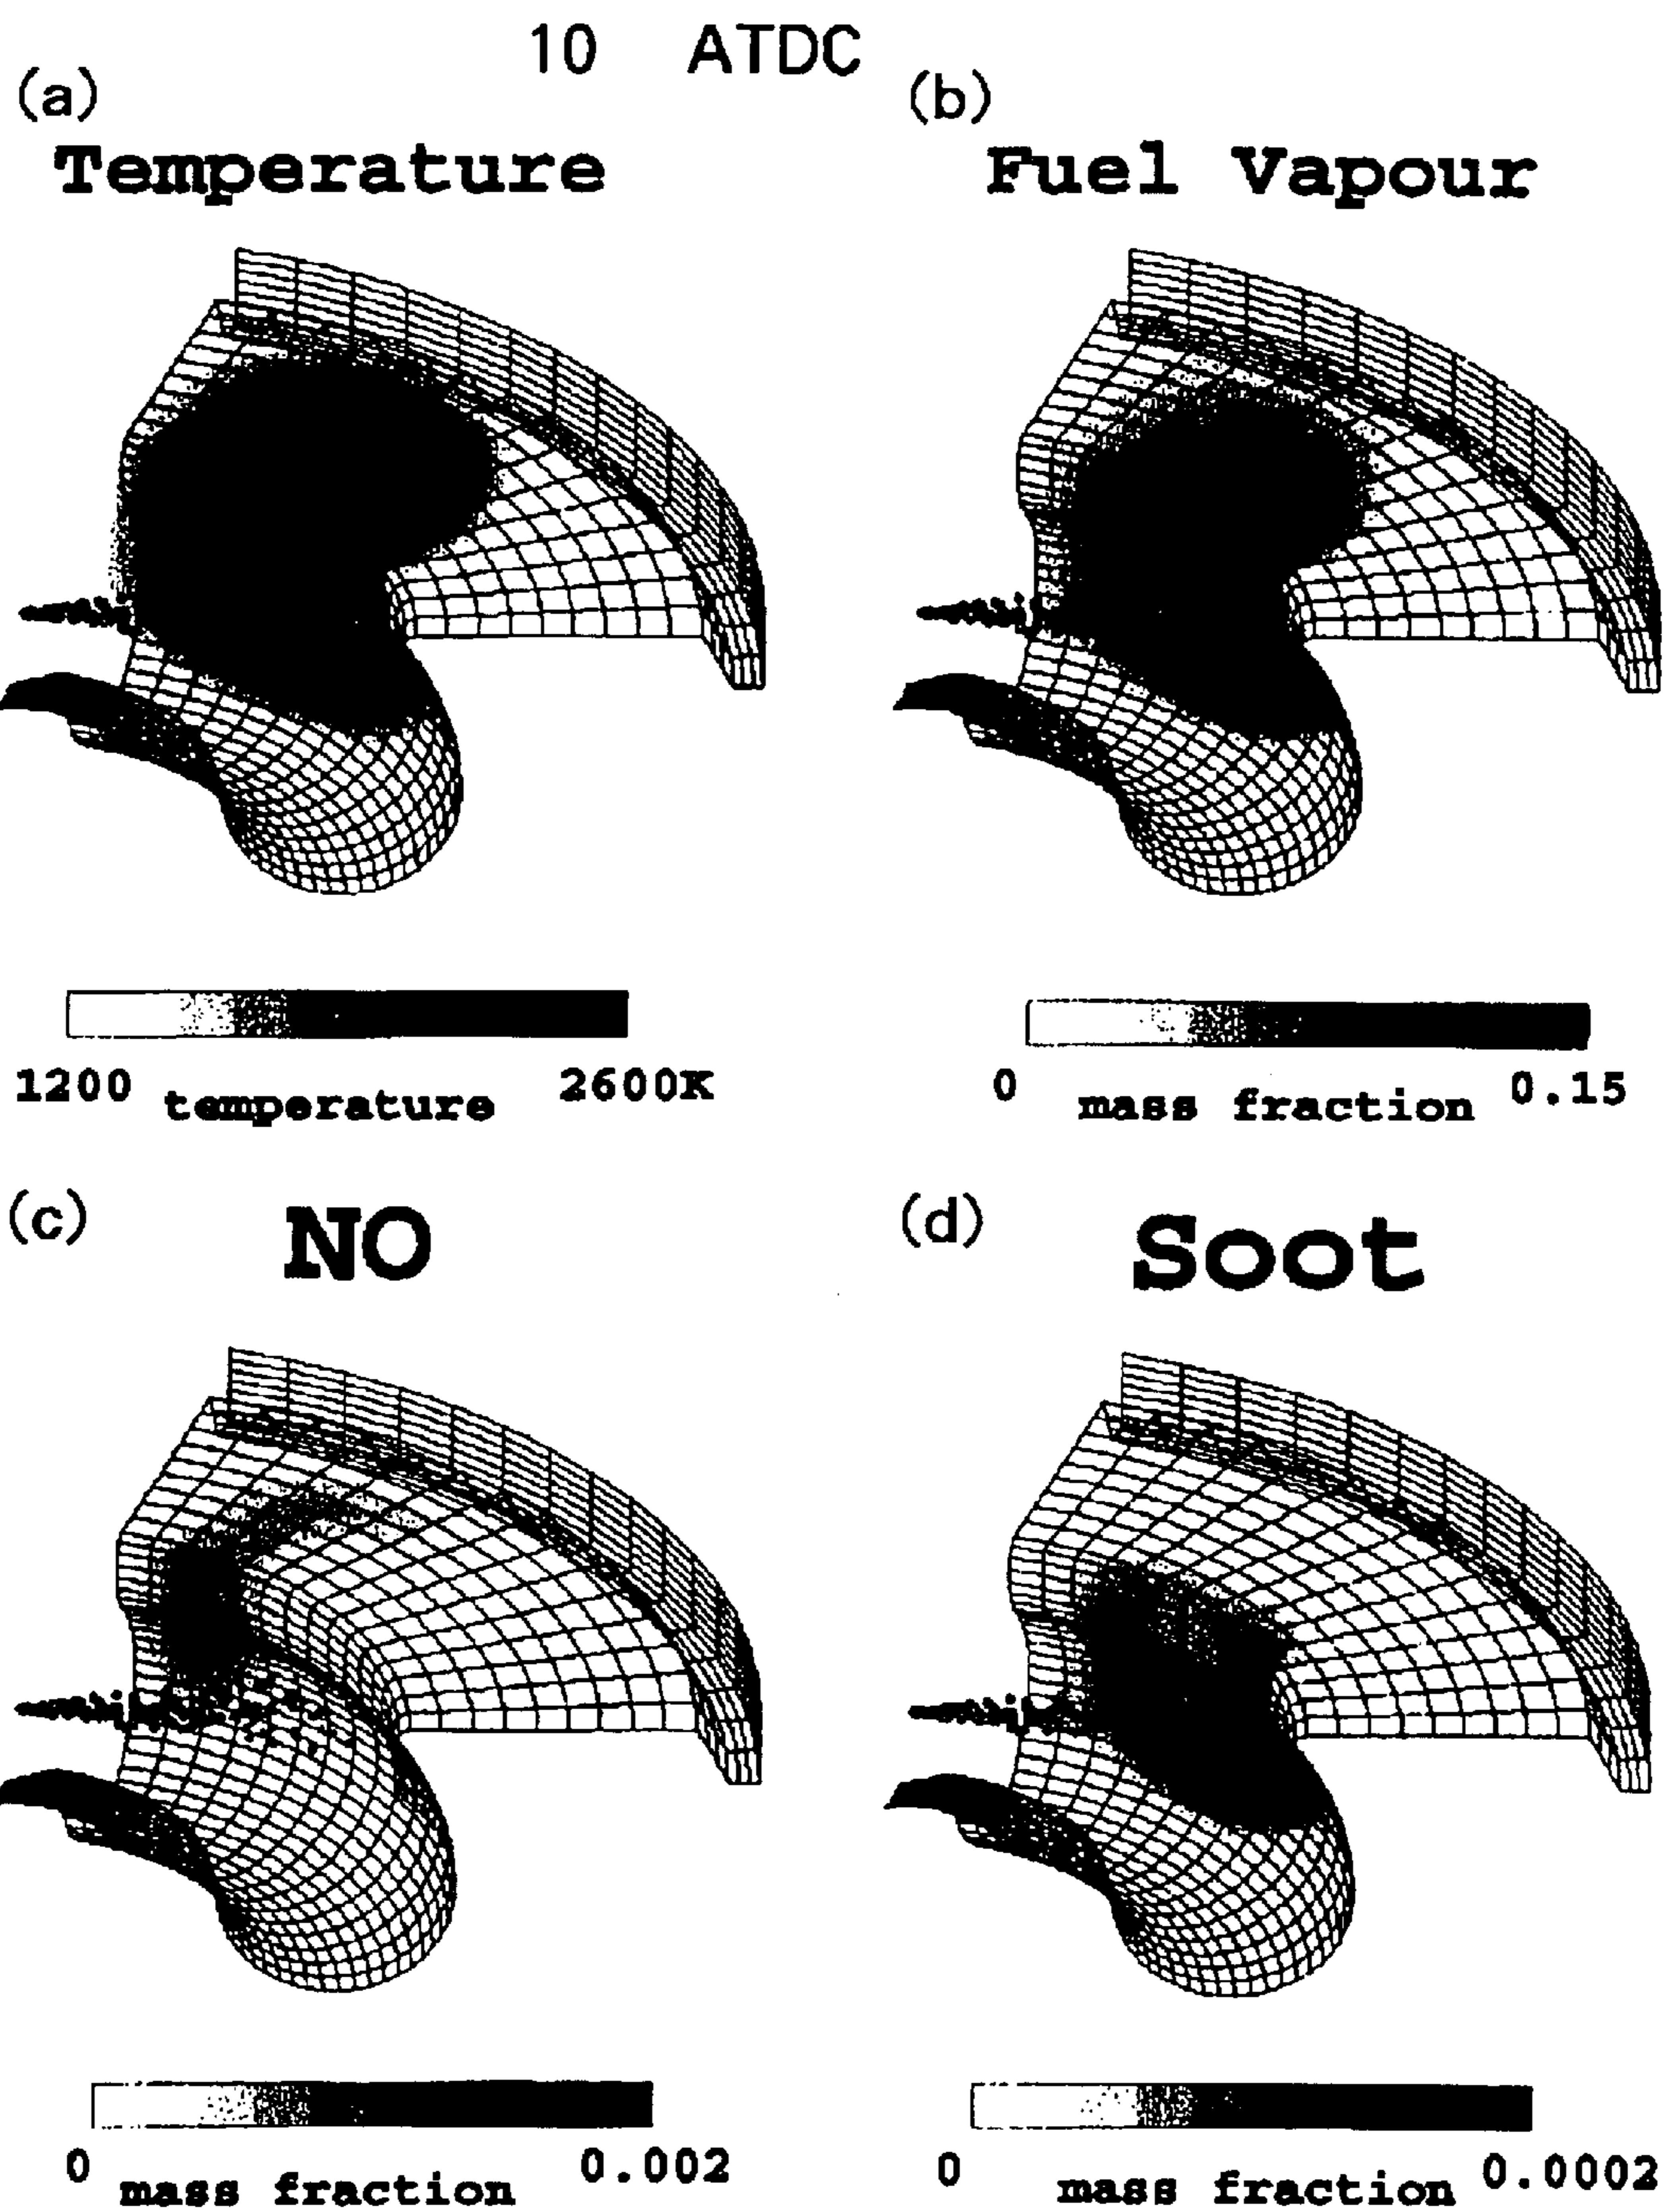 10 ATDC
(a)
Temperature
(b)
Fuel Vapour
1200 temperature 2600K
0 mass fraction 0.15
(c)
NO
(d)
Soot
0 mass fraction 0.002
0 mass fraction 0.0002